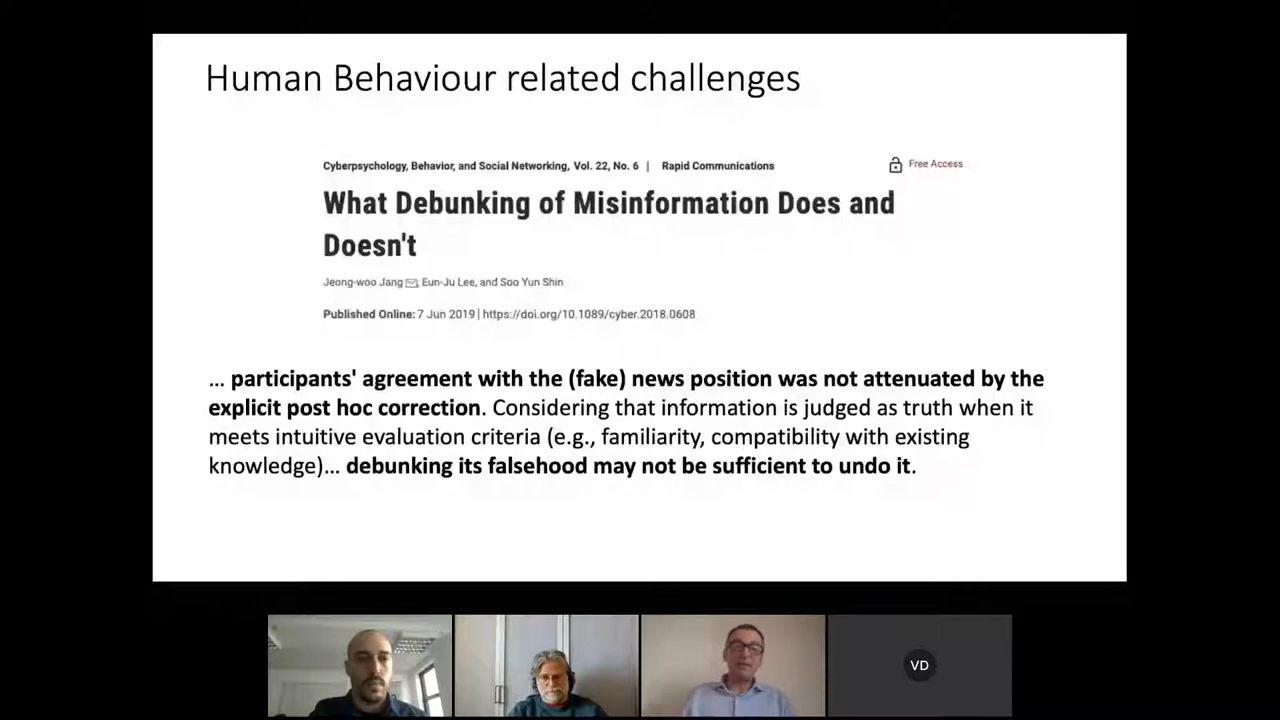 Human Behaviour related challenges
Cyberpsychology, Behavior, and Social Networking, Vol. 22, No. 6 | Rapid Communications
Free Access
What Debunking of Misinformation Does and
Doesn't
Jeong-woo Jang, Eun-Ju Lee, and Soo Yun Shin
Published Online: 7 Jun 2019 | https://doi.org/10.1089/cyber.2018.0608
... participants' agreement with the (fake) news position was not attenuated by the
explicit post hoc correction. Considering that information is judged as truth when it
meets intuitive evaluation criteria (e.g., familiarity, compatibility with existing
knowledge)... debunking its falsehood may not be sufficient to undo it.
VD